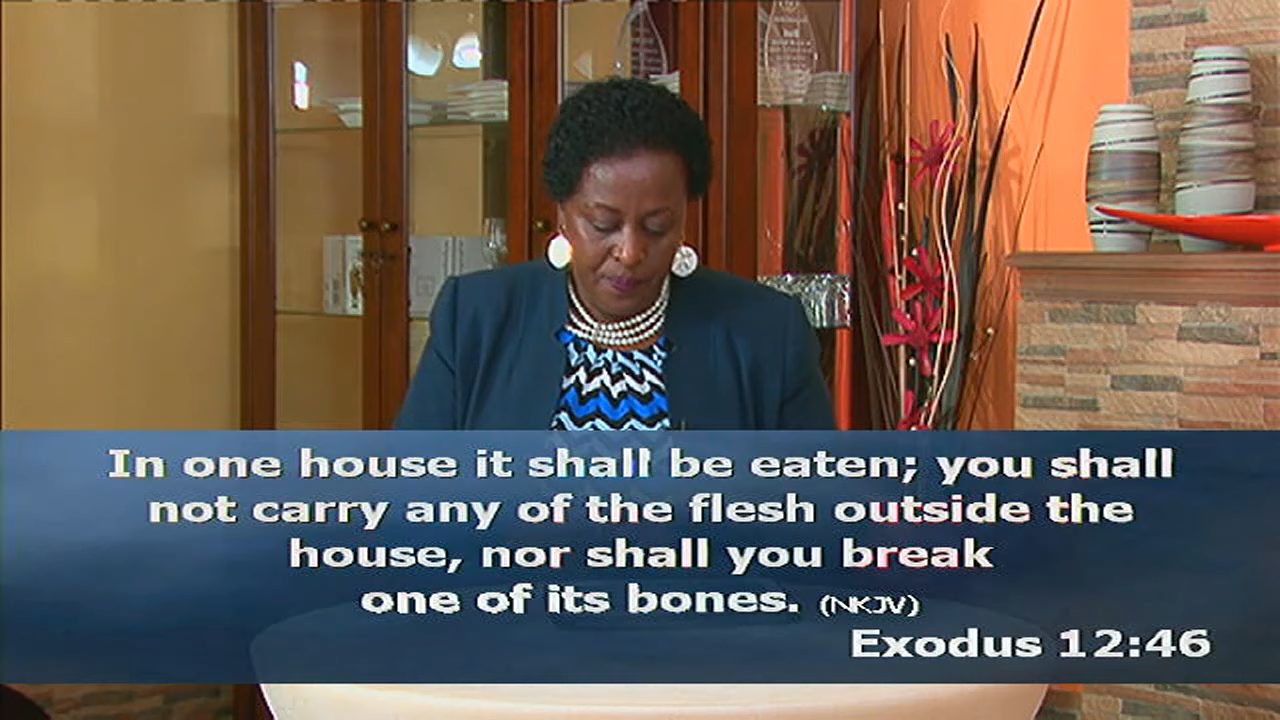 In one house it shall be eaten; you shall
not carry any of the flesh outside the
house, nor shall you break
one of its bones. (NKJV)
Exodus 12:46